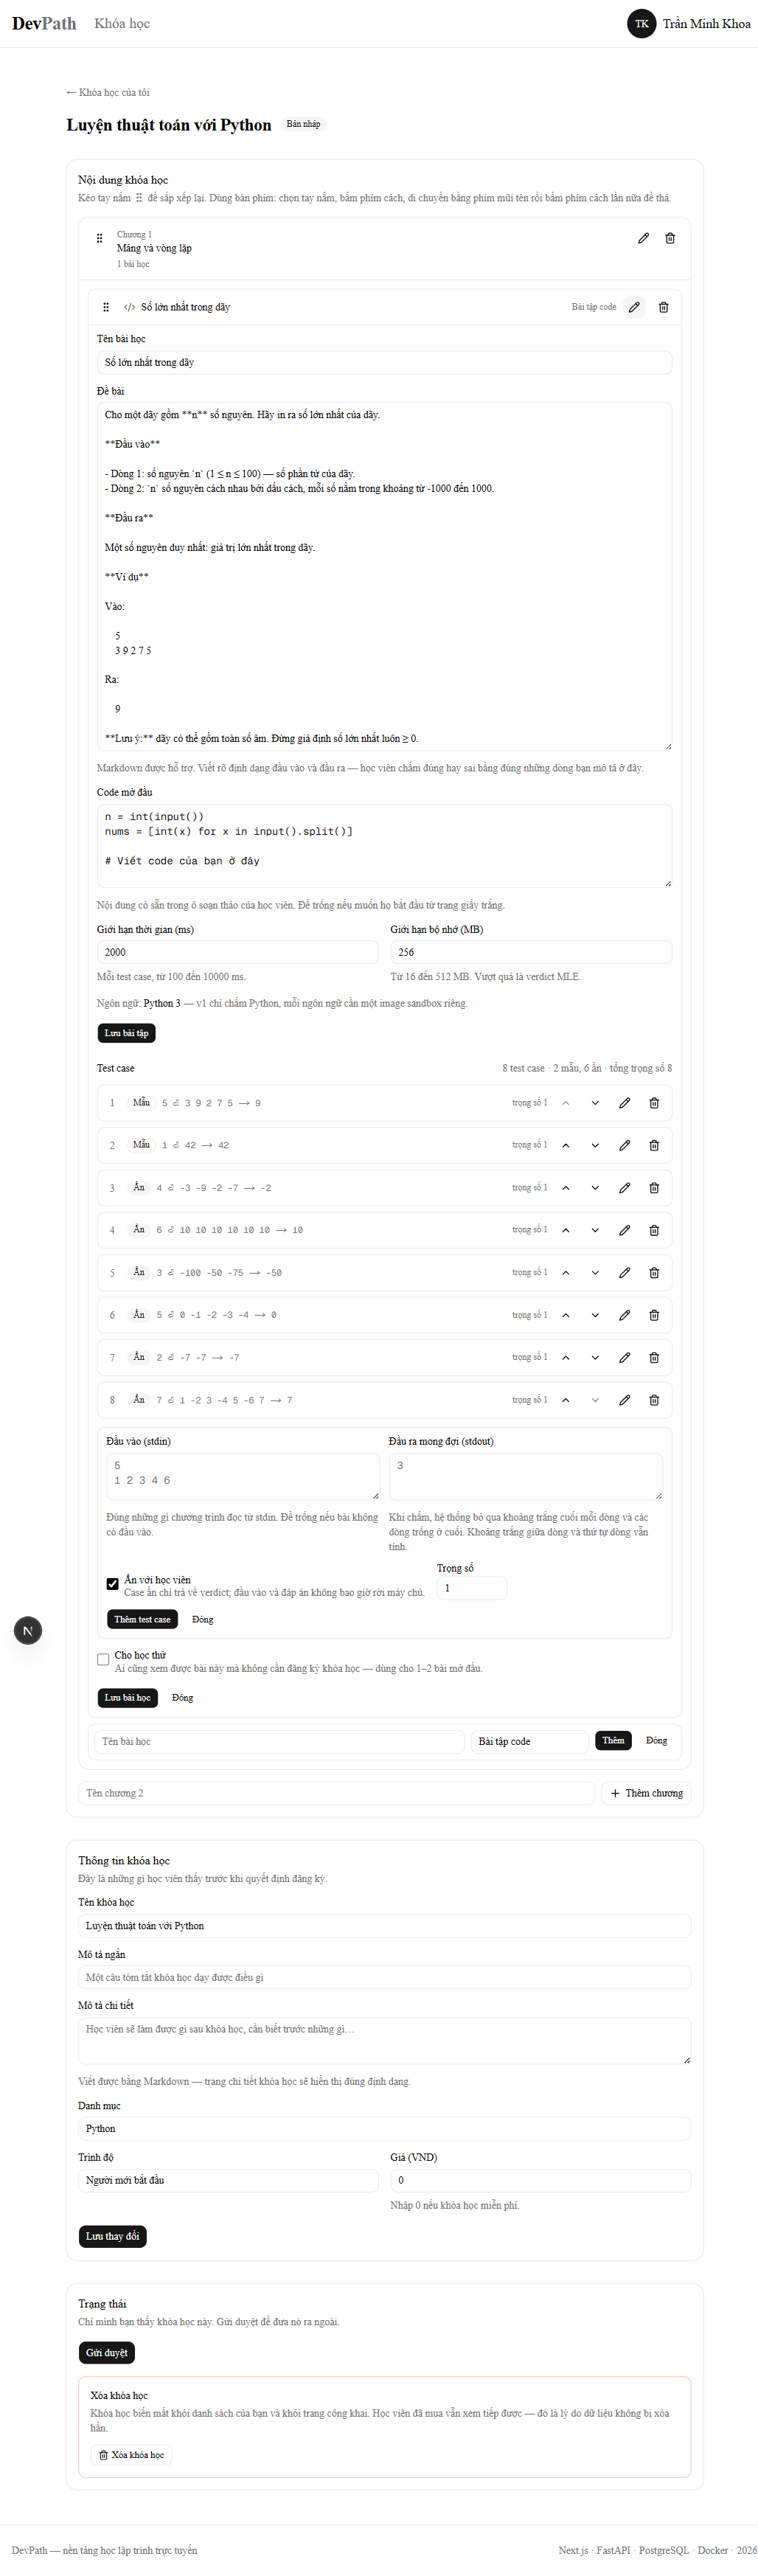 DevPath Khóa học TK Trần Minh Khoa
← Khóa học của tôi
Luyện thuật toán với Python Bản nháp
Nội dung khóa học
Kéo tay nắm ⠿ để sắp xếp lại. Dùng bàn phím: chọn tay nắm, bấm phím cách, di chuyển bằng phím mũi tên rồi bấm phím cách lần nữa để thả.
Chương 1
Mảng và vòng lặp
1 bài học
</> Số lớn nhất trong dãy Bài tập code
Tên bài học
Số lớn nhất trong dãy
Đề bài
Cho một dãy gồm **n** số nguyên. Hãy in ra số lớn nhất của dãy.
**Đầu vào**
- Dòng 1: số nguyên `n` (1 ≤ n ≤ 100) — số phần tử của dãy.
- Dòng 2: `n` số nguyên cách nhau bởi dấu cách, mỗi số nằm trong khoảng từ -1000 đến 1000.
**Đầu ra**
Một số nguyên duy nhất: giá trị lớn nhất trong dãy.
**Ví dụ**
Vào:
5
3 9 2 7 5
Ra:
9
**Lưu ý:** dãy có thể gồm toàn số âm. Đừng giả định số lớn nhất luôn ≥ 0.
Markdown được hỗ trợ. Viết rõ định dạng đầu vào và đầu ra — học viên chấm đúng hay sai bằng đúng những dòng bạn mô tả ở đây.
Code mở đầu
n = int(input())
nums = [int(x) for x in input().split()]
# Viết code của bạn ở đây
Nội dung có sẵn trong ô soạn thảo của học viên. Để trống nếu muốn họ bắt đầu từ trang giấy trắng.
Giới hạn thời gian (ms) Giới hạn bộ nhớ (MB)
2000 256
Mỗi test case, từ 100 đến 10000 ms. Từ 16 đến 512 MB. Vượt quá là verdict MLE.
Ngôn ngữ: Python 3 — v1 chỉ chấm Python, mỗi ngôn ngữ cần một image sandbox riêng.
Lưu bài tập
Test case 8 test case · 2 mẫu, 6 ẩn · tổng trọng số 8
1 Mẫu 5 ⏎ 3 9 2 7 5 → 9 trọng số 1
2 Mẫu 1 ⏎ 42 → 42 trọng số 1
3 Ẩn 4 ⏎ -3 -9 -2 -7 → -2 trọng số 1
4 Ẩn 6 ⏎ 10 10 10 10 10 10 → 10 trọng số 1
5 Ẩn 3 ⏎ -100 -50 -75 → -50 trọng số 1
6 Ẩn 5 ⏎ 0 -1 -2 -3 -4 → 0 trọng số 1
7 Ẩn 2 ⏎ -7 -7 → -7 trọng số 1
8 Ẩn 7 ⏎ 1 -2 3 -4 5 -6 7 → 7 trọng số 1
Đầu vào (stdin) Đầu ra mong đợi (stdout)
5 3
1 2 3 4 6
Đúng những gì chương trình đọc từ stdin. Để trống nếu bài không Khi chấm, hệ thống bỏ qua khoảng trắng cuối mỗi dòng và các
có đầu vào. dòng trống ở cuối. Khoảng trắng giữa dòng và thứ tự dòng vẫn
tính.
Ẩn với học viên Trọng số
Case ẩn chỉ trả về verdict; đầu vào và đáp án không bao giờ rời máy chủ. 1
Thêm test case Đóng
Cho học thử
Ai cũng xem được bài này mà không cần đăng ký khóa học — dùng cho 1–2 bài mở đầu.
Lưu bài học Đóng
Tên bài học Bài tập code Thêm Đóng
Tên chương 2 + Thêm chương
Thông tin khóa học
Đây là những gì học viên thấy trước khi quyết định đăng ký.
Tên khóa học
Luyện thuật toán với Python
Mô tả ngắn
Một câu tóm tắt khóa học dạy được điều gì
Mô tả chi tiết
Học viên sẽ làm được gì sau khóa học, cần biết trước những gì…
Viết được bằng Markdown — trang chi tiết khóa học sẽ hiển thị đúng định dạng.
Danh mục
Python
Trình độ Giá (VND)
Người mới bắt đầu 0
Nhập 0 nếu khóa học miễn phí.
Lưu thay đổi
Trạng thái
Chỉ mình bạn thấy khóa học này. Gửi duyệt để đưa nó ra ngoài.
Gửi duyệt
Xóa khóa học
Khóa học biến mất khỏi danh sách của bạn và khỏi trang công khai. Học viên đã mua vẫn xem tiếp được — đó là lý do dữ liệu không bị xóa
hẳn.
Xóa khóa học
DevPath — nền tảng học lập trình trực tuyến Next.js · FastAPI · PostgreSQL · Docker · 2026
N